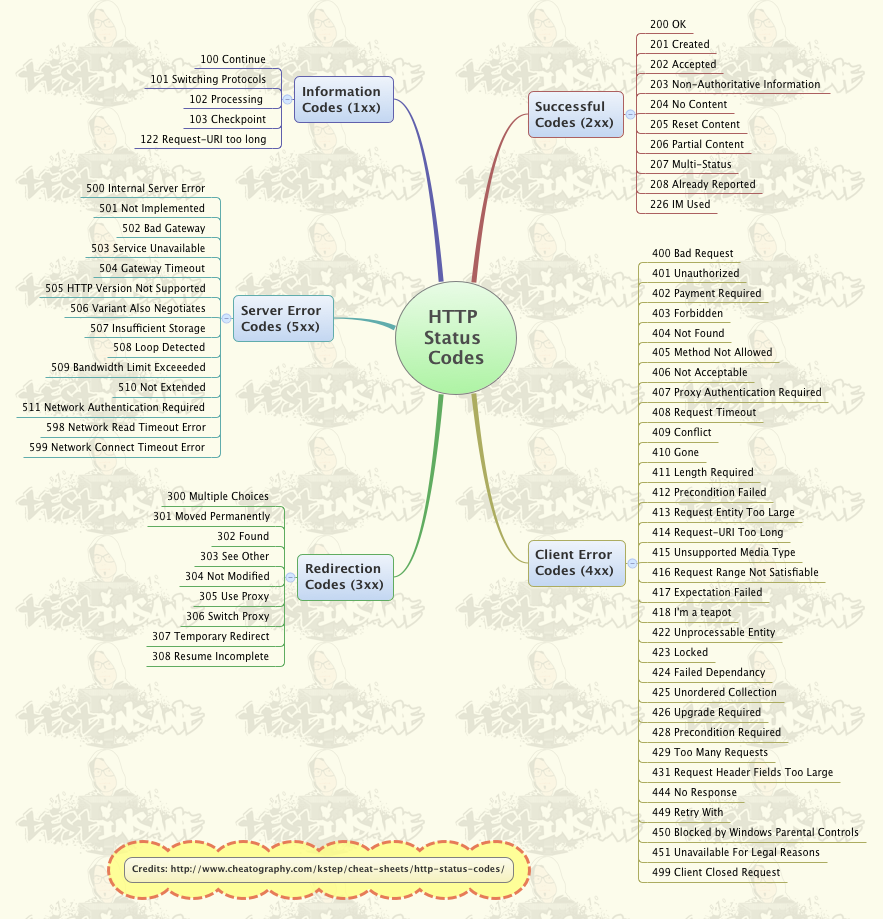 HTTP
Status
Codes
Information
Codes (1xx)
100 Continue
101 Switching Protocols
102 Processing
103 Checkpoint
122 Request-URI too long
Successful
Codes (2xx)
200 OK
201 Created
202 Accepted
203 Non-Authoritative Information
204 No Content
205 Reset Content
206 Partial Content
207 Multi-Status
208 Already Reported
226 IM Used
Server Error
Codes (5xx)
500 Internal Server Error
501 Not Implemented
502 Bad Gateway
503 Service Unavailable
504 Gateway Timeout
505 HTTP Version Not Supported
506 Variant Also Negotiates
507 Insufficient Storage
508 Loop Detected
509 Bandwidth Limit Exceeeded
510 Not Extended
511 Network Authentication Required
598 Network Read Timeout Error
599 Network Connect Timeout Error
Redirection
Codes (3xx)
300 Multiple Choices
301 Moved Permanently
302 Found
303 See Other
304 Not Modified
305 Use Proxy
306 Switch Proxy
307 Temporary Redirect
308 Resume Incomplete
Client Error
Codes (4xx)
400 Bad Request
401 Unauthorized
402 Payment Required
403 Forbidden
404 Not Found
405 Method Not Allowed
406 Not Acceptable
407 Proxy Authentication Required
408 Request Timeout
409 Conflict
410 Gone
411 Length Required
412 Precondition Failed
413 Request Entity Too Large
414 Request-URI Too Long
415 Unsupported Media Type
416 Request Range Not Satisfiable
417 Expectation Failed
418 I'm a teapot
422 Unprocessable Entity
423 Locked
424 Failed Dependancy
425 Unordered Collection
426 Upgrade Required
428 Precondition Required
429 Too Many Requests
431 Request Header Fields Too Large
444 No Response
449 Retry With
450 Blocked by Windows Parental Controls
451 Unavailable For Legal Reasons
499 Client Closed Request
Credits: http://www.cheatography.com/kstep/cheat-sheets/http-status-codes/